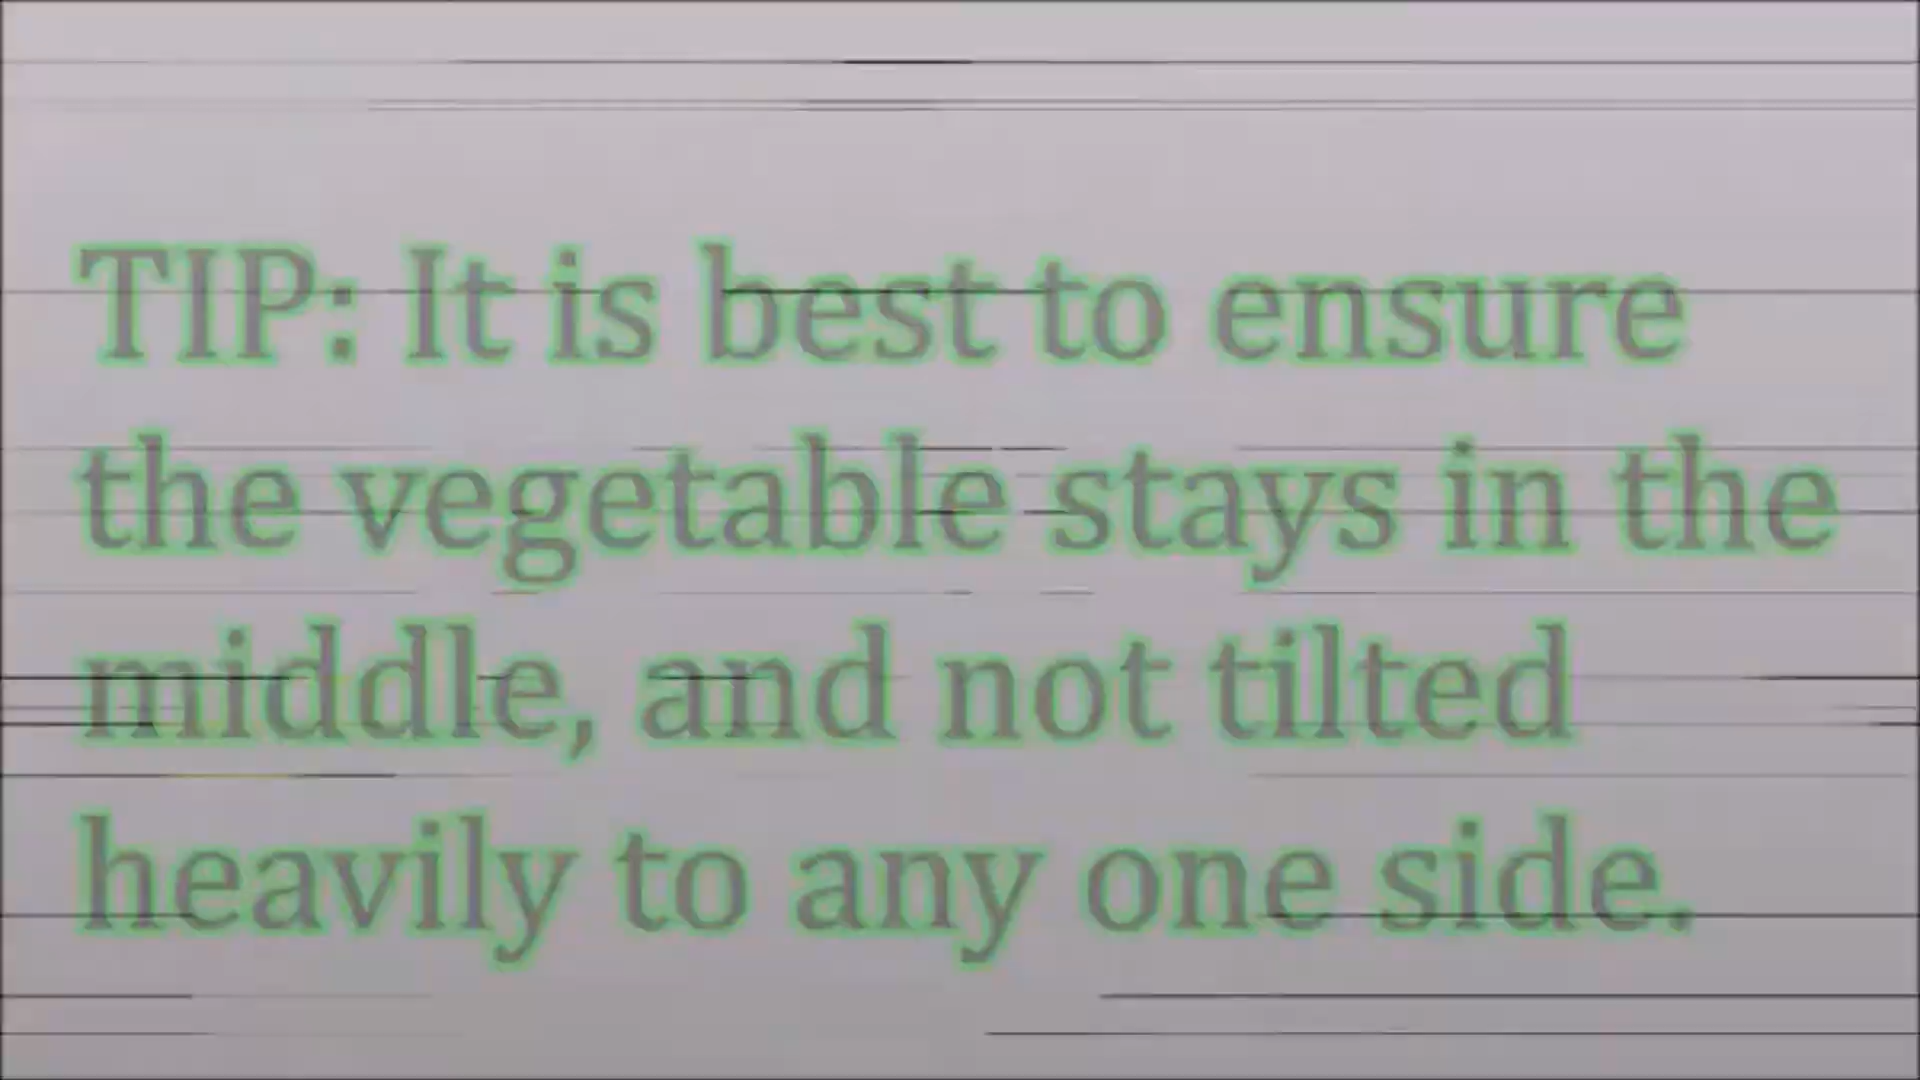 TIP: It is best to ensure
the vegetable stays in the
middle, and not tilted
heavily to any one side.